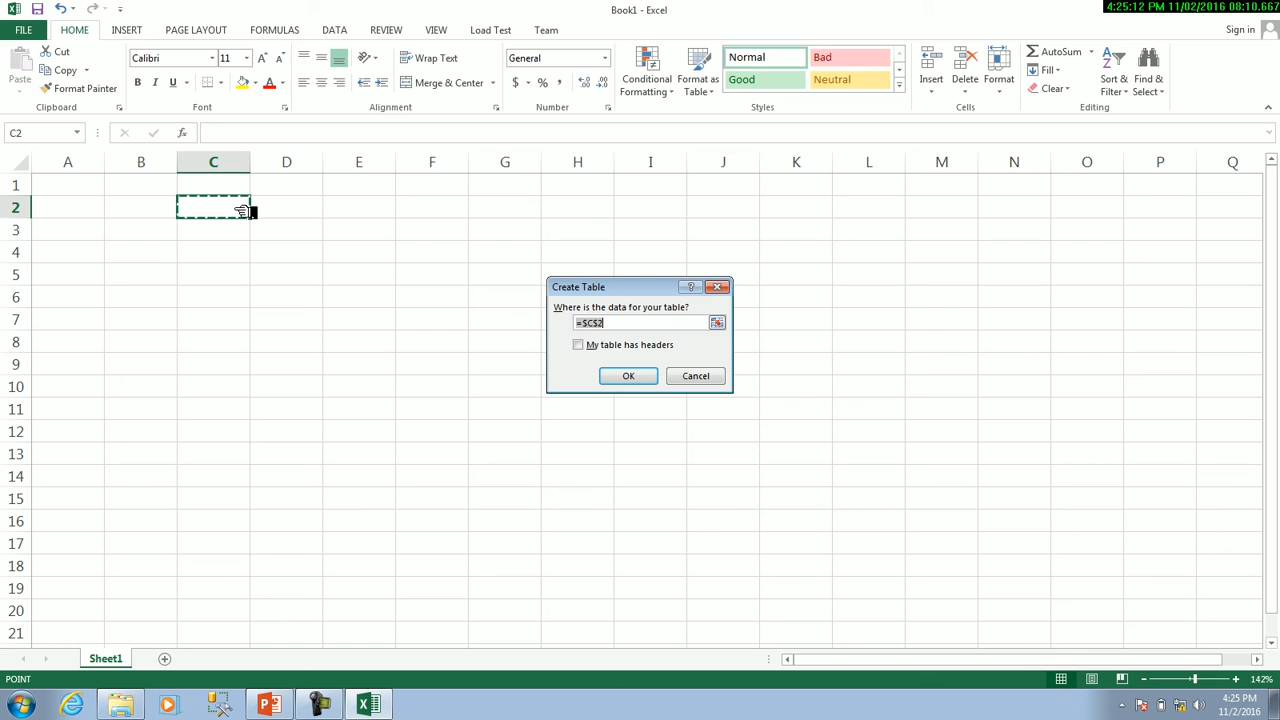 Book1 - Excel
4:25:12 PM 11/02/2016 08:10.667
FILE HOME INSERT PAGE LAYOUT FORMULAS DATA REVIEW VIEW Load Test Team Sign in
Paste
Cut
Copy
Format Painter
Clipboard
Calibri 11
B I U A
Font
Wrap Text
Merge & Center
Alignment
General
$ % ,
Number
Conditional Formatting
Format as Table
Normal Bad
Good Neutral
Styles
Insert Delete Format
Cells
AutoSum
Fill
Clear
Sort & Filter
Find & Select
Editing
C2 fx
A B C D E F G H I J K L M N O P Q
1
2
3
4
5
6
7
8
9
10
11
12
13
14
15
16
17
18
19
20
21
Create Table ?
Where is the data for your table?
=$C$2
My table has headers
OK Cancel
Sheet1
POINT 142%
4:25 PM
11/2/2016